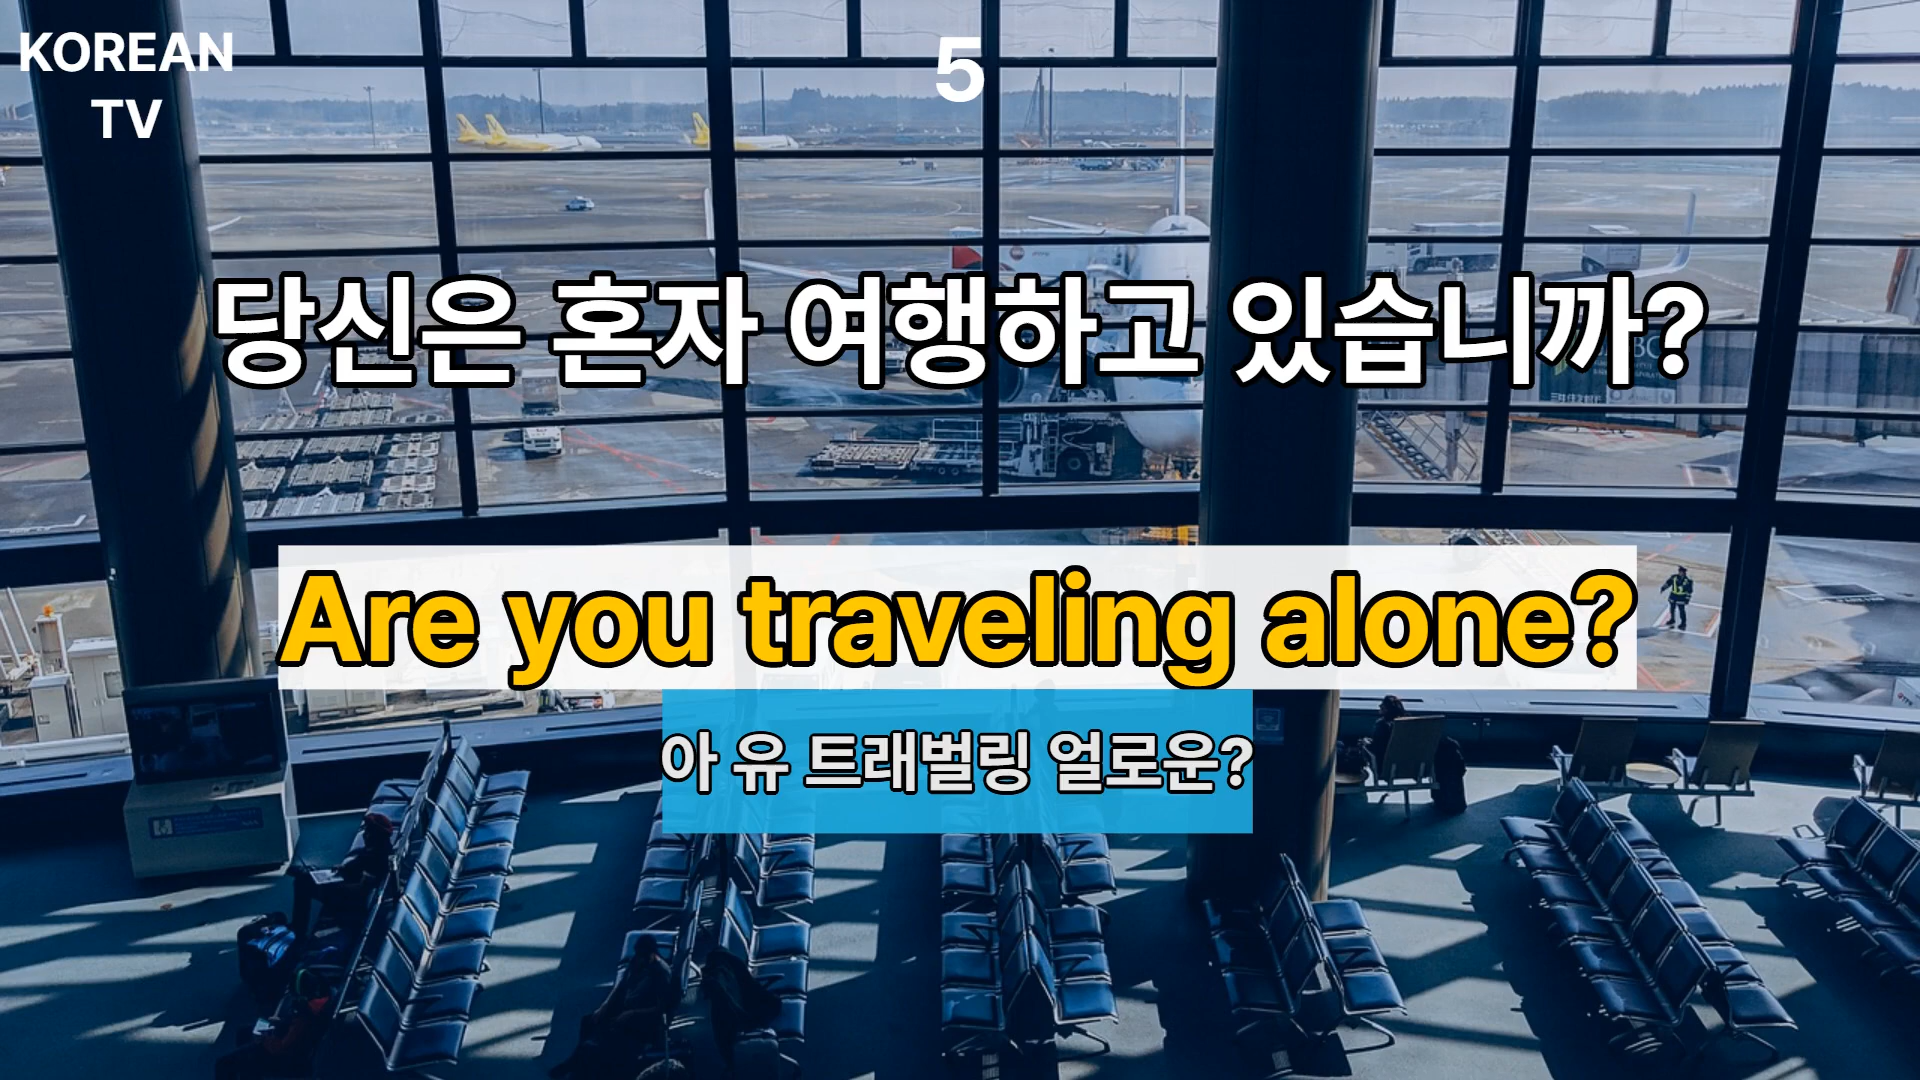 KOREAN
TV
5
당신은 혼자 여행하고 있습니까?
Are you traveling alone?
아 유 트래벌링 얼로운?